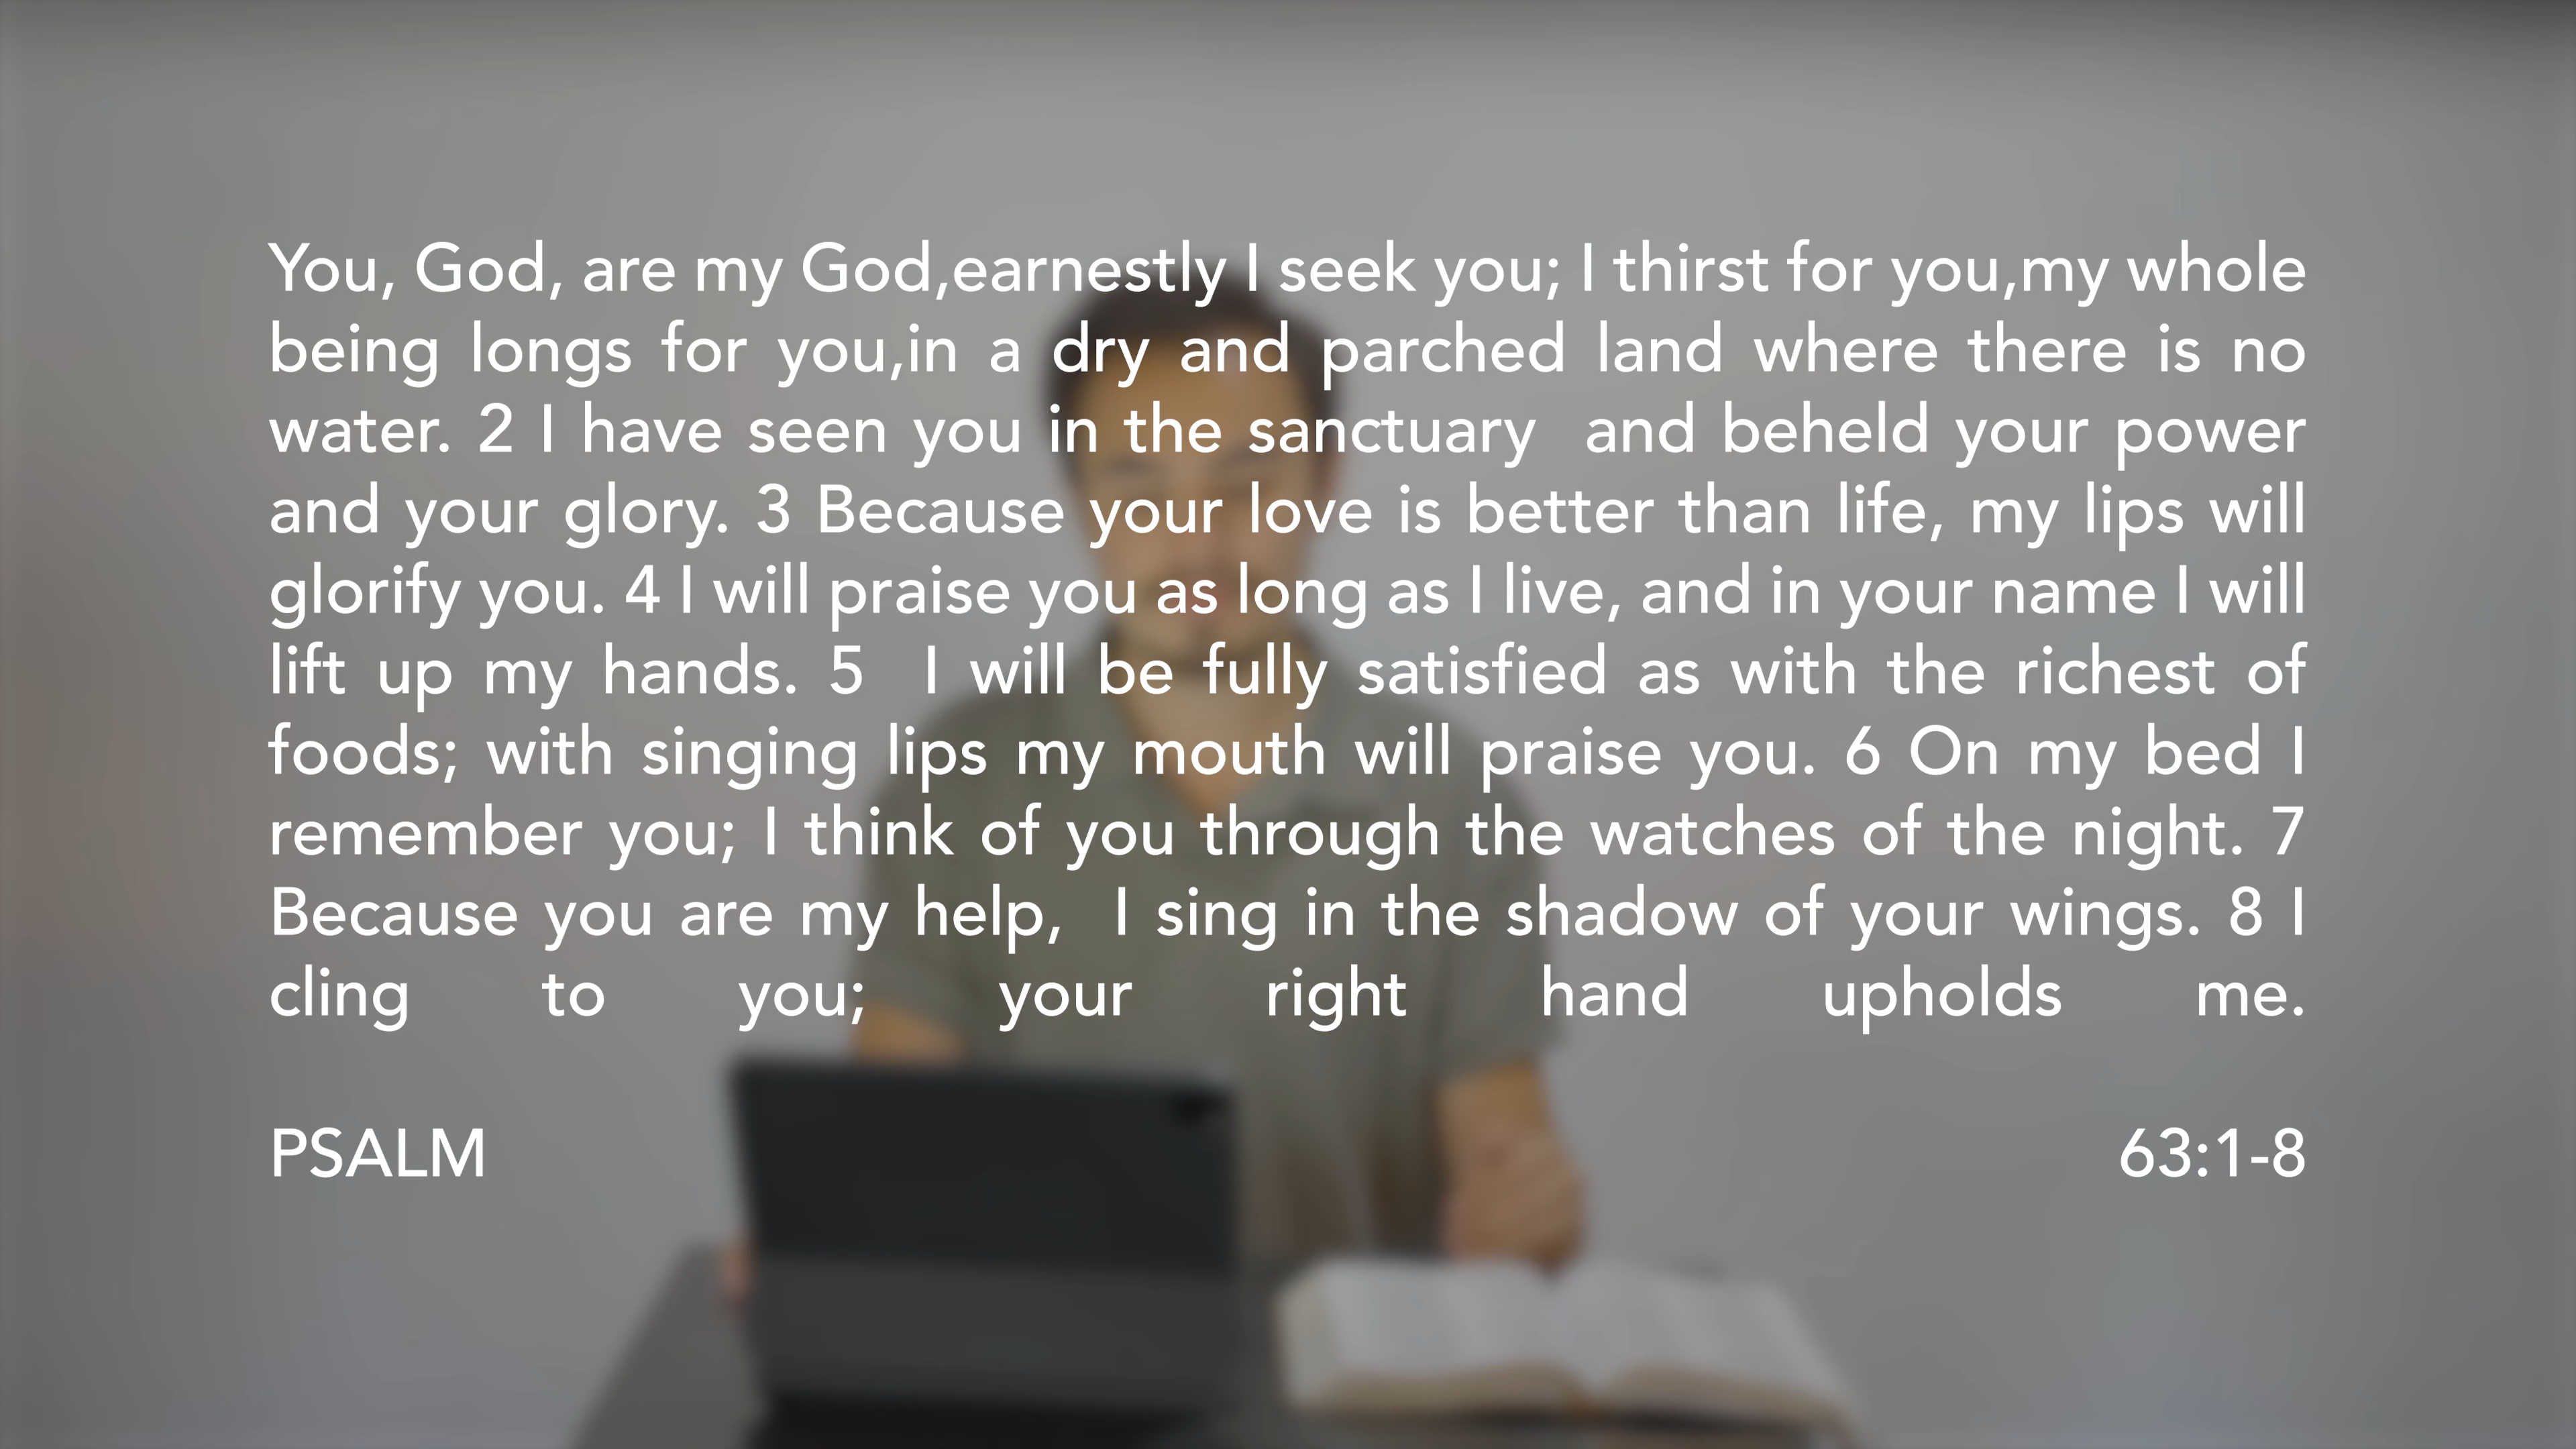 You, God, are my God,earnestly I seek you; I thirst for you,my whole
being longs for you,in a dry and parched land where there is no
water. 2 I have seen you in the sanctuary  and beheld your power
and your glory. 3 Because your love is better than life, my lips will
glorify you. 4 I will praise you as long as I live, and in your name I will
lift up my hands. 5  I will be fully satisfied as with the richest of
foods; with singing lips my mouth will praise you. 6 On my bed I
remember you; I think of you through the watches of the night. 7
Because you are my help,  I sing in the shadow of your wings. 8 I
cling to you; your right hand upholds me.
PSALM 63:1-8